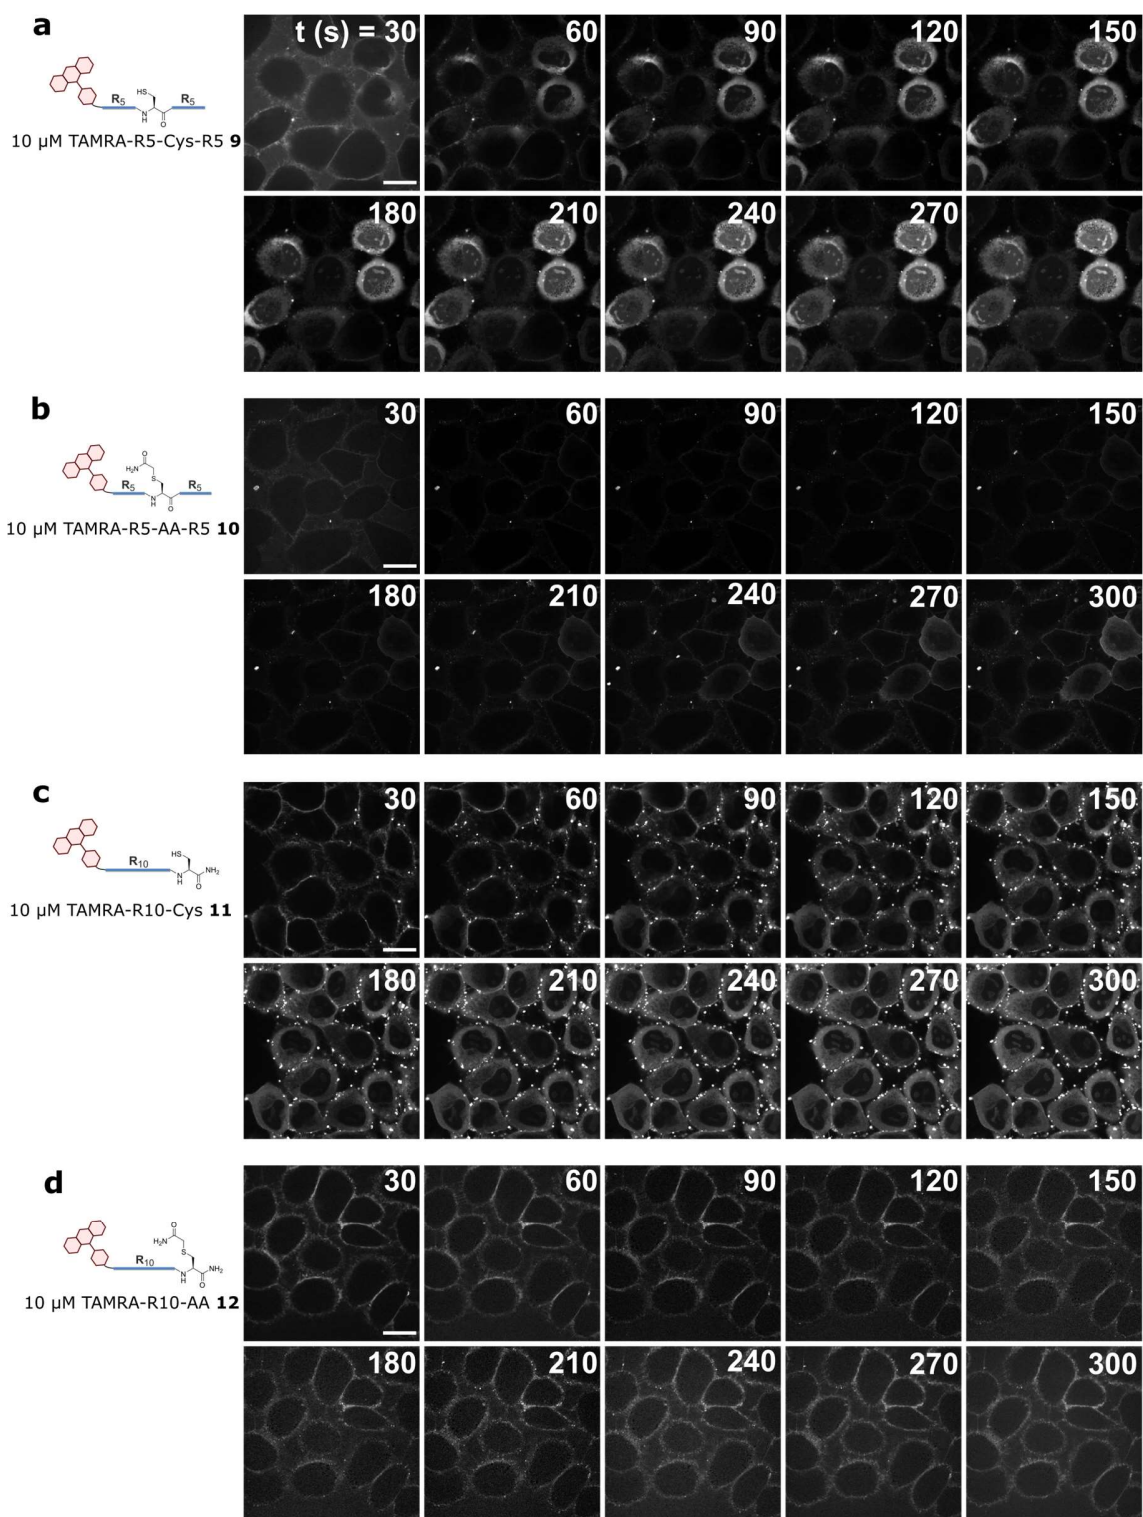 a
t (s) = 30
60
90
120
150
R5
HS
R5
N
H
O
10 µM TAMRA-R5-Cys-R5 9
180
210
240
270
b
30
60
90
120
150
O
H2N
S
R5
R5
N
H
O
10 µM TAMRA-R5-AA-R5 10
180
210
240
270
300
c
30
60
90
120
150
R10
HS
NH2
N
H
O
10 µM TAMRA-R10-Cys 11
180
210
240
270
300
d
30
60
90
120
150
O
H2N
S
R10
NH2
N
H
O
10 µM TAMRA-R10-AA 12
180
210
240
270
300